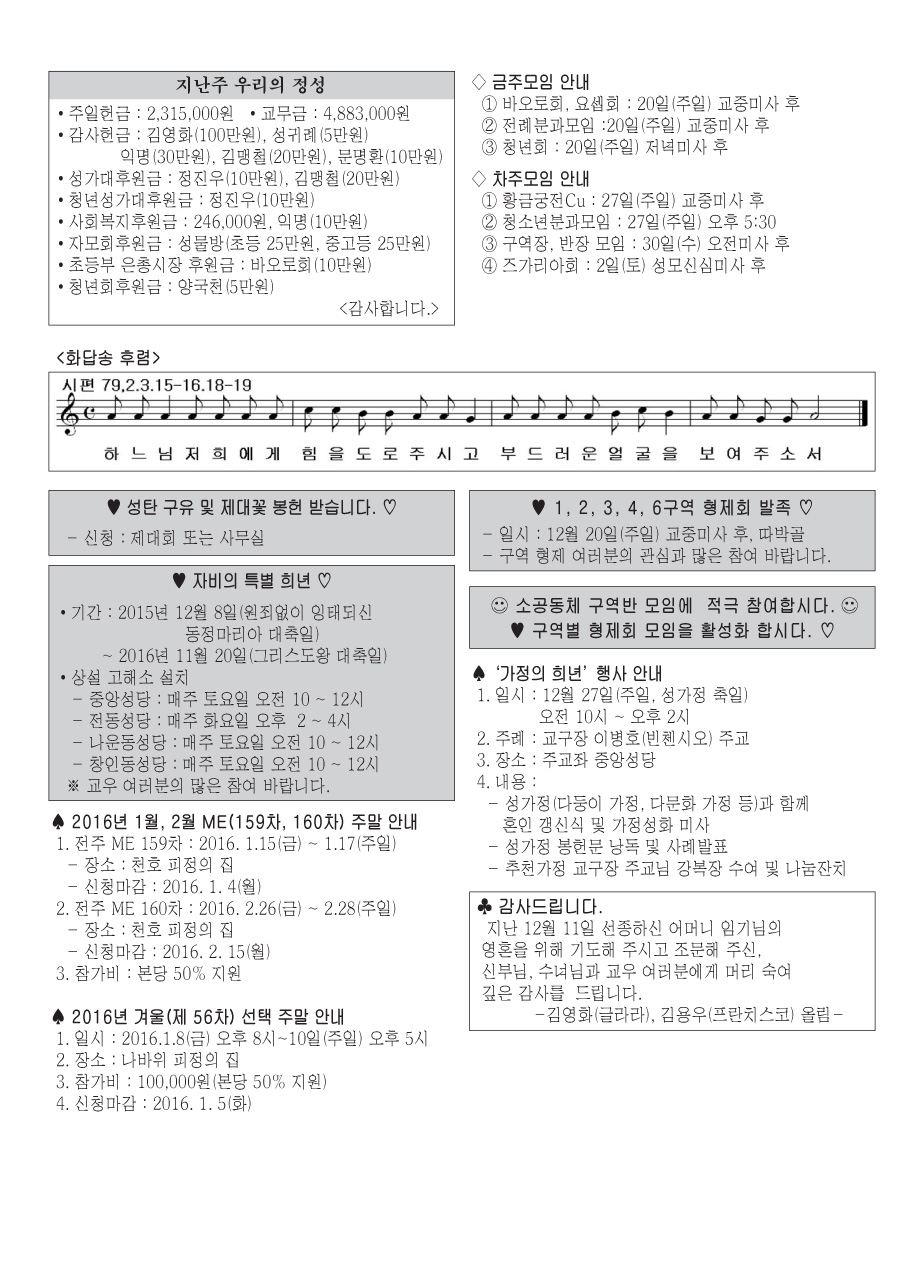 지난주 우리의 정성
• 주일헌금 : 2,315,000원 • 교무금 : 4,883,000원
• 감사헌금 : 김영화(100만원), 성귀례(5만원)
익명(30만원), 김맹철(20만원), 문명환(10만원)
• 성가대후원금 : 정진우(10만원), 김맹철(20만원)
• 청년성가대후원금 : 정진우(10만원)
• 사회복지후원금 : 246,000원, 익명(10만원)
• 자모회후원금 : 성물방(초등 25만원, 중고등 25만원)
• 초등부 은총시장 후원금 : 바오로회(10만원)
• 청년회후원금 : 양국천(5만원)
<감사합니다.>
◇ 금주모임 안내
① 바오로회, 요셉회 : 20일(주일) 교중미사 후
② 전례분과모임 :20일(주일) 교중미사 후
③ 청년회 : 20일(주일) 저녁미사 후
◇ 차주모임 안내
① 황금궁전Cu : 27일(주일) 교중미사 후
② 청소년분과모임 : 27일(주일) 오후 5:30
③ 구역장, 반장 모임 : 30일(수) 오전미사 후
④ 즈가리아회 : 2일(토) 성모신심미사 후
<화답송 후렴>
시편 79,2.3.15-16.18-19
하 느 님 저 희 에 게 힘 을 도 로 주 시 고 부 드 러 운 얼 굴 을 보 여 주 소 서
♥ 성탄 구유 및 제대꽃 봉헌 받습니다. ♡
- 신청 : 제대회 또는 사무실
♥ 자비의 특별 희년 ♡
• 기간 : 2015년 12월 8일(원죄없이 잉태되신
동정마리아 대축일)
~ 2016년 11월 20일(그리스도왕 대축일)
• 상설 고해소 설치
- 중앙성당 : 매주 토요일 오전 10 ~ 12시
- 전동성당 : 매주 화요일 오후 2 ~ 4시
- 나운동성당 : 매주 토요일 오전 10 ~ 12시
- 창인동성당 : 매주 토요일 오전 10 ~ 12시
※ 교우 여러분의 많은 참여 바랍니다.
♠ 2016년 1월, 2월 ME(159차, 160차) 주말 안내
1. 전주 ME 159차 : 2016. 1.15(금) ~ 1.17(주일)
- 장소 : 천호 피정의 집
- 신청마감 : 2016. 1. 4(월)
2. 전주 ME 160차 : 2016. 2.26(금) ~ 2.28(주일)
- 장소 : 천호 피정의 집
- 신청마감 : 2016. 2. 15(월)
3. 참가비 : 본당 50% 지원
♠ 2016년 겨울(제 56차) 선택 주말 안내
1. 일시 : 2016.1.8(금) 오후 8시~10일(주일) 오후 5시
2. 장소 : 나바위 피정의 집
3. 참가비 : 100,000원(본당 50% 지원)
4. 신청마감 : 2016. 1. 5(화)
♥ 1, 2, 3, 4, 6구역 형제회 발족 ♡
- 일시 : 12월 20일(주일) 교중미사 후, 따박골
- 구역 형제 여러분의 관심과 많은 참여 바랍니다.
☺ 소공동체 구역반 모임에 적극 참여합시다. ☺
♥ 구역별 형제회 모임을 활성화 합시다. ♡
♠ ‘가정의 희년’ 행사 안내
1. 일시 : 12월 27일(주일, 성가정 축일)
오전 10시 ~ 오후 2시
2. 주례 : 교구장 이병호(빈첸시오) 주교
3. 장소 : 주교좌 중앙성당
4. 내용 :
- 성가정(다둥이 가정, 다문화 가정 등)과 함께
혼인 갱신식 및 가정성화 미사
- 성가정 봉헌문 낭독 및 사례발표
- 추천가정 교구장 주교님 강복장 수여 및 나눔잔치
♣ 감사드립니다.
지난 12월 11일 선종하신 어머니 임기님의
영혼을 위해 기도해 주시고 조문해 주신,
신부님, 수녀님과 교우 여러분에게 머리 숙여
깊은 감사를 드립니다.
-김영화(글라라), 김용우(프란치스코) 올림-